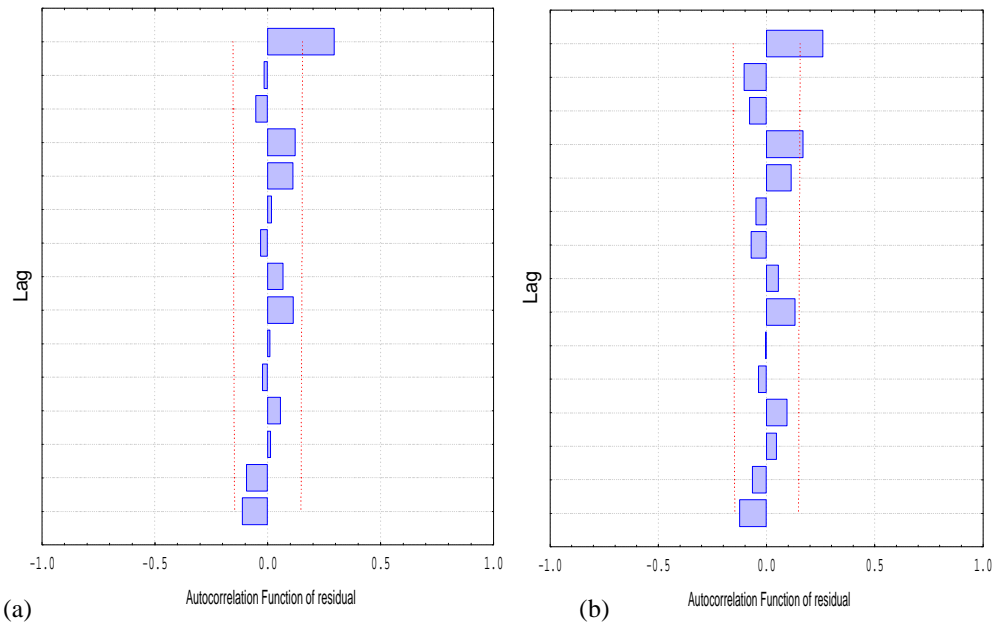 Lag
-1.0 -0.5 0.0 0.5 1.0
Autocorrelation Function of residual
(a)
Lag
-1.0 -0.5 0.0 0.5 1.0
Autocorrelation Function of residual
(b)